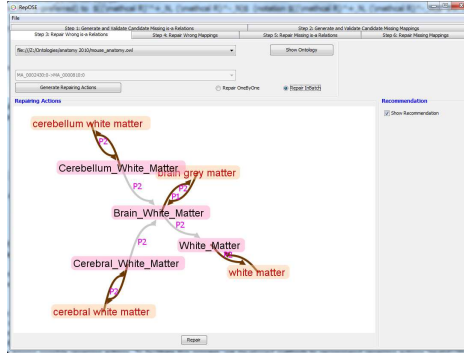 RepOSE
File
Step 1: Generate and Validate Candidate Missing is-a Relations
Step 2: Generate and Validate Candidate Missing Mappings
Step 3: Repair Wrong is-a Relations
Step 4: Repair Wrong Mappings
Step 5: Repair Missing is-a Relations
Step 6: Repair Missing Mappings
file:///Z:/Ontologies/anatomy 2010/mouse_anatomy.owl
Show Ontology
Generate Repairing Actions
Repair OneByOne
Repair InBatch
Repairing Actions
Recommendation
Show Recommendation
cerebellum white matter
P2
Cerebellum_White_Matter
brain grey matter
P2
P2
P1
Brain_White_Matter
P2
P2
White_Matter
Cerebral_White_Matter
white matter
P2
cerebral white matter
Repair